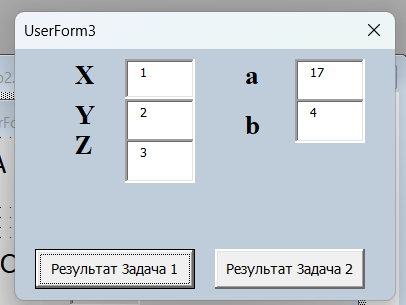 UserForm3
X 1 a 17
Y 2 b 4
Z 3
Результат Задача 1 Результат Задача 2